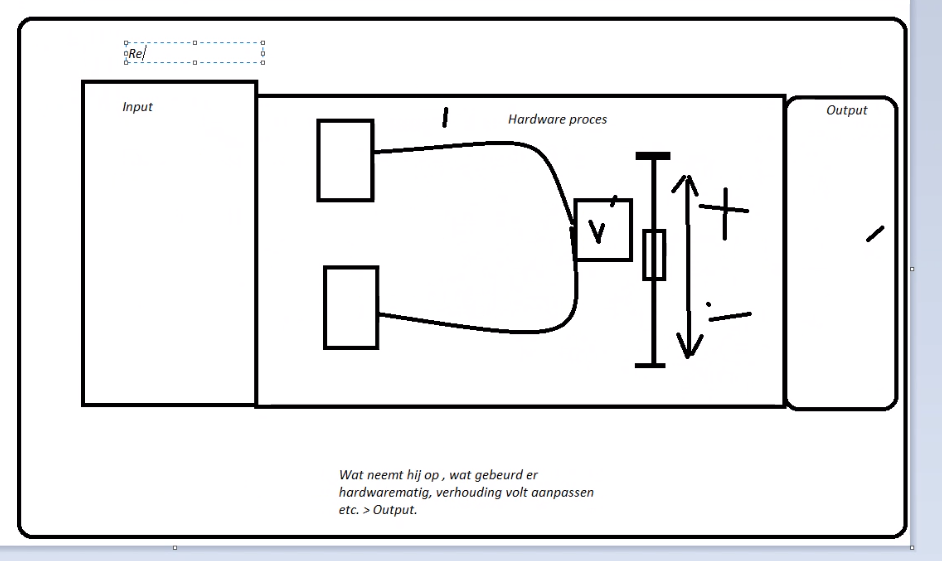 Re
Input
Hardware proces
Output
V
+
-
Wat neemt hij op , wat gebeurd er
hardwarematig, verhouding volt aanpassen
etc. > Output.